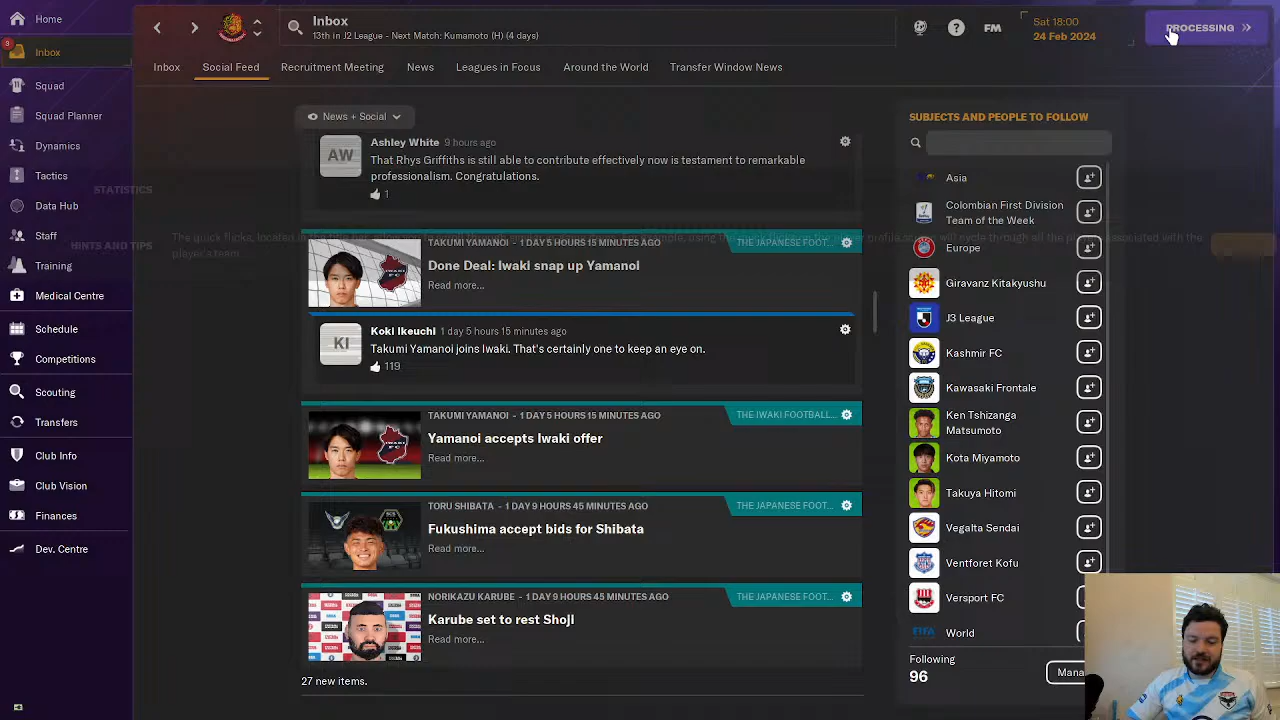 Home
Inbox
13th in J2 League - Next Match: Kumamoto (H) (4 days)
FM
Sat 18:00
24 Feb 2024
PROCESSING
3
Inbox
Squad
Squad Planner
Dynamics
Tactics
Data Hub
Staff
Training
Medical Centre
Schedule
Competitions
Scouting
Club Info
Club Vision
Dev. Centre
Inbox
Social Feed
Recruitment Meeting
News
Leagues in Focus
Around the World
Transfer Window News
News + Social
STATISTICS
HINTS AND TIPS
AW
Ashley White 9 hours ago
That Rhys Griffiths is still able to contribute effectively now is testament to remarkable
professionalism. Congratulations.
1
TAKUMI YAMANOI - 1 DAY 5 HOURS 15 MINUTES AGO
THE JAPANESE FOOT...
Done Deal: Iwaki snap up Yamanoi
Read more...
KI
Koki Ikeuchi 1 day 5 hours 15 minutes ago
Takumi Yamanoi joins Iwaki. That's certainly one to keep an eye on.
119
TAKUMI YAMANOI - 1 DAY 5 HOURS 15 MINUTES AGO
THE IWAKI FOOTBALL...
Yamanoi accepts Iwaki offer
Read more...
TORU SHIBATA - 1 DAY 9 HOURS 45 MINUTES AGO
THE JAPANESE FOOT...
Fukushima accept bids for Shibata
Read more...
NORIKAZU KARUBE - 1 DAY 9 HOURS 45 MINUTES AGO
THE JAPANESE FOOT...
Karube set to rest Shoji
Read more...
27 new items.
SUBJECTS AND PEOPLE TO FOLLOW
Asia
Colombian First Division
Team of the Week
Europe
Giravanz Kitakyushu
J3 League
Kashmir FC
Kawasaki Frontale
Ken Tshizanga
Matsumoto
Kota Miyamoto
Takuya Hitomi
Vegalta Sendai
Ventforet Kofu
Versport FC
FIFA
World
Following
96
Mana